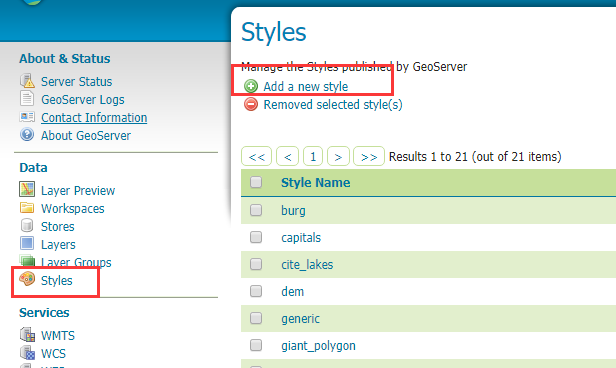 About & Status
Server Status
GeoServer Logs
Contact Information
About GeoServer
Data
Layer Preview
Workspaces
Stores
Layers
Layer Groups
Styles
Services
WMTS
WCS
Styles
Manage the Styles published by GeoServer
Add a new style
Removed selected style(s)
<< < 1 > >> Results 1 to 21 (out of 21 items)
Style Name
burg
capitals
cite_lakes
dem
generic
giant_polygon